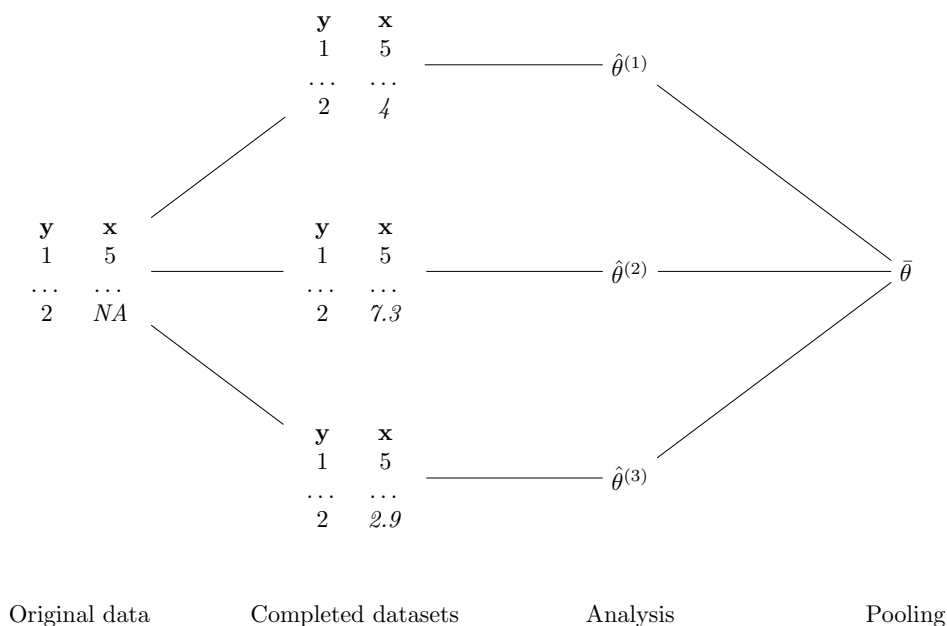 y x
1 5
... ...
2 4
θ̂(1)
y x
1 5
... ...
2 NA
y x
1 5
... ...
2 7.3
θ̂(2)
θ̄
y x
1 5
... ...
2 2.9
θ̂(3)
Original data Completed datasets Analysis Pooling